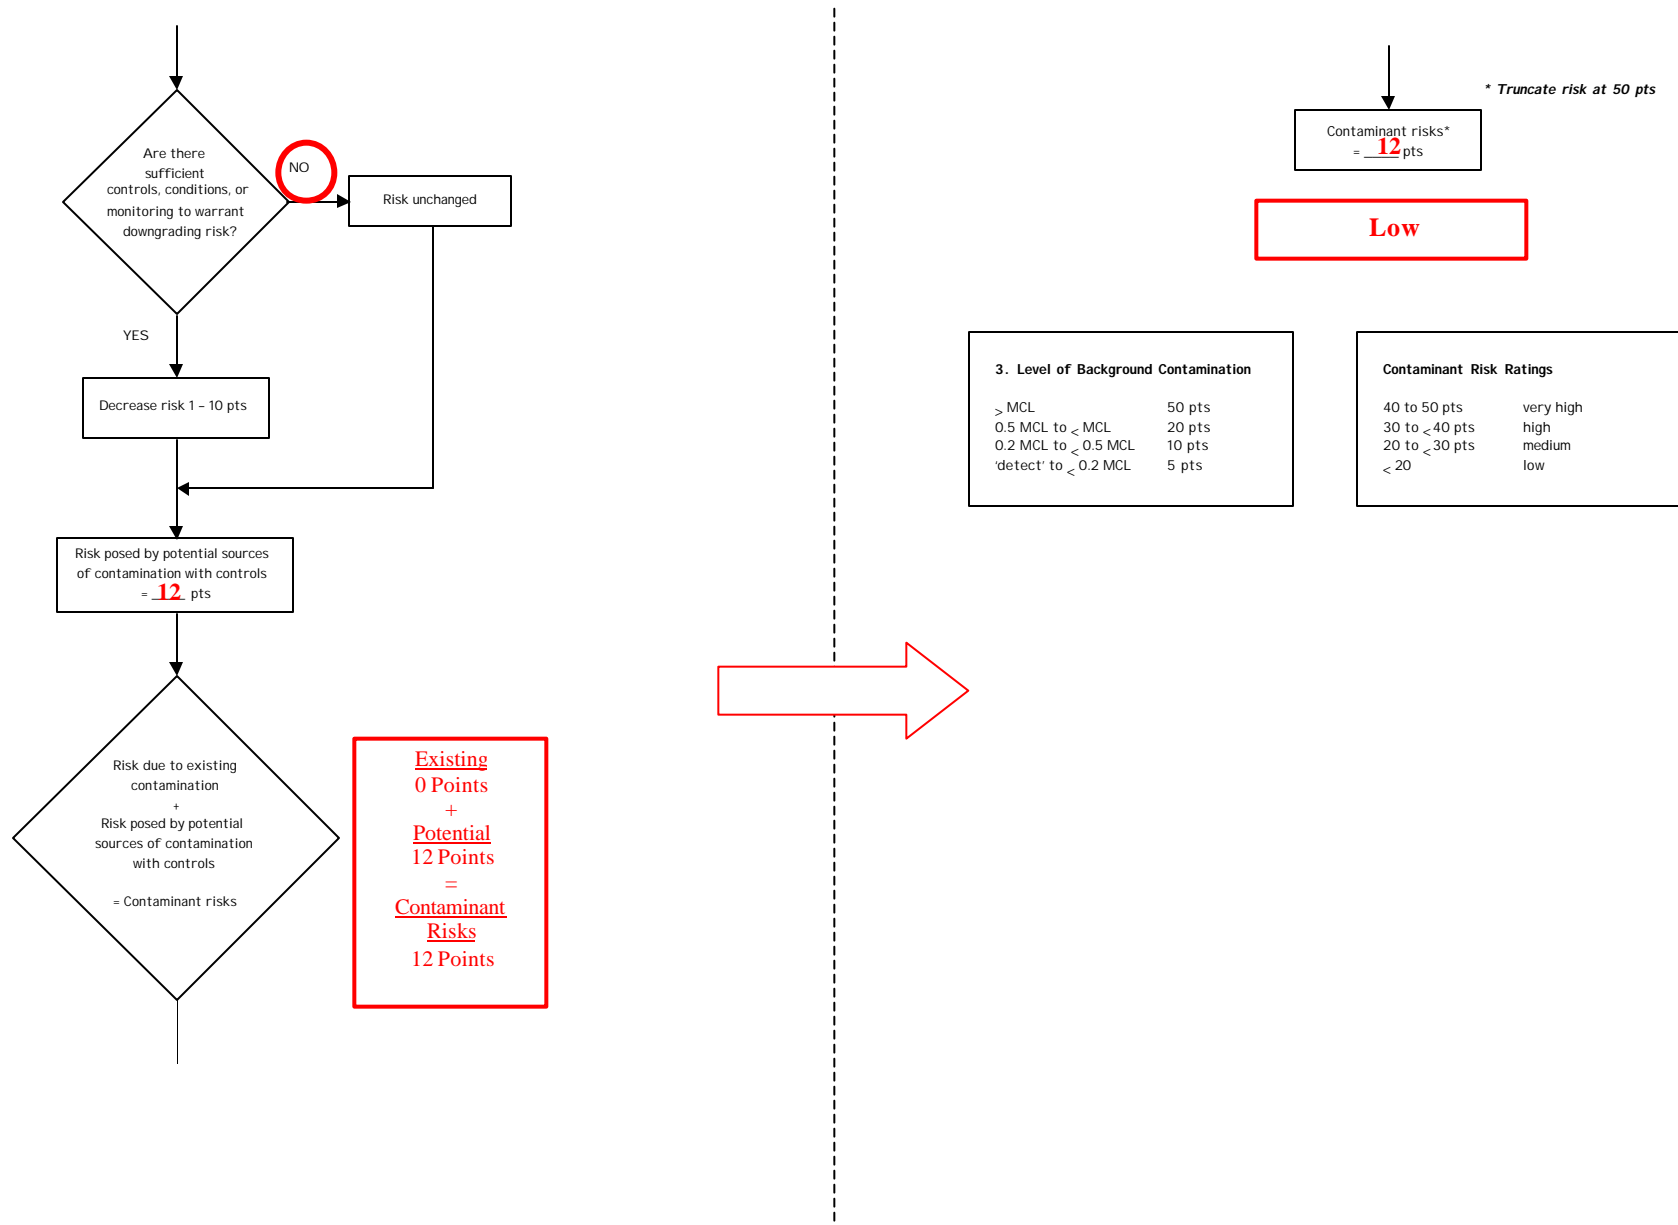 Are there
sufficient
controls, conditions, or
monitoring to warrant
downgrading risk?
NO
Risk unchanged
YES
Decrease risk 1 – 10 pts
Risk posed by potential sources
of contamination with controls
= 12 pts
Risk due to existing
contamination
+
Risk posed by potential
sources of contamination
with controls
= Contaminant risks
Existing
0 Points
+
Potential
12 Points
=
Contaminant
Risks
12 Points
* Truncate risk at 50 pts
Contaminant risks*
= 12 pts
Low
3. Level of Background Contamination
> MCL 50 pts
0.5 MCL to < MCL 20 pts
0.2 MCL to < 0.5 MCL 10 pts
'detect' to < 0.2 MCL 5 pts
Contaminant Risk Ratings
40 to 50 pts very high
30 to < 40 pts high
20 to < 30 pts medium
< 20 low